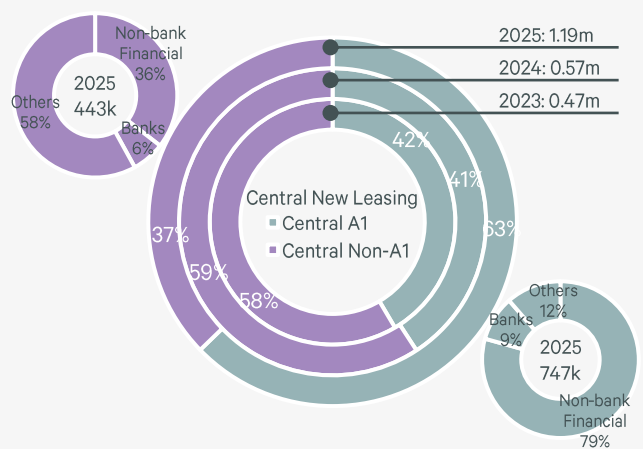 Non-bank
Financial
36%
2025
443k
Others
58%
Banks
6%
2025: 1.19m
2024: 0.57m
2023: 0.47m
42%
41%
63%
37%
59%
58%
Central New Leasing
Central A1
Central Non-A1
Others
12%
Banks
9%
2025
747k
Non-bank
Financial
79%